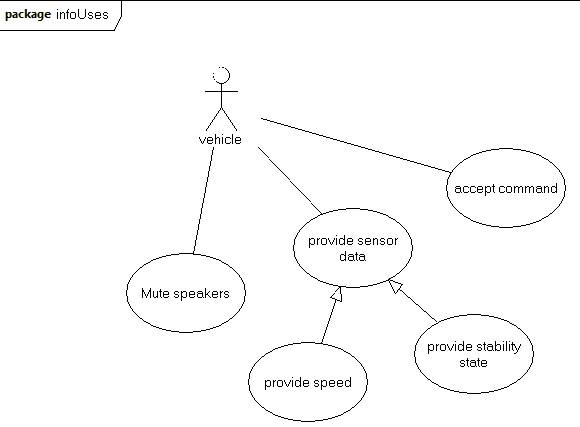 package infoUses
vehicle
accept command
provide sensor
data
Mute speakers
provide stability
state
provide speed